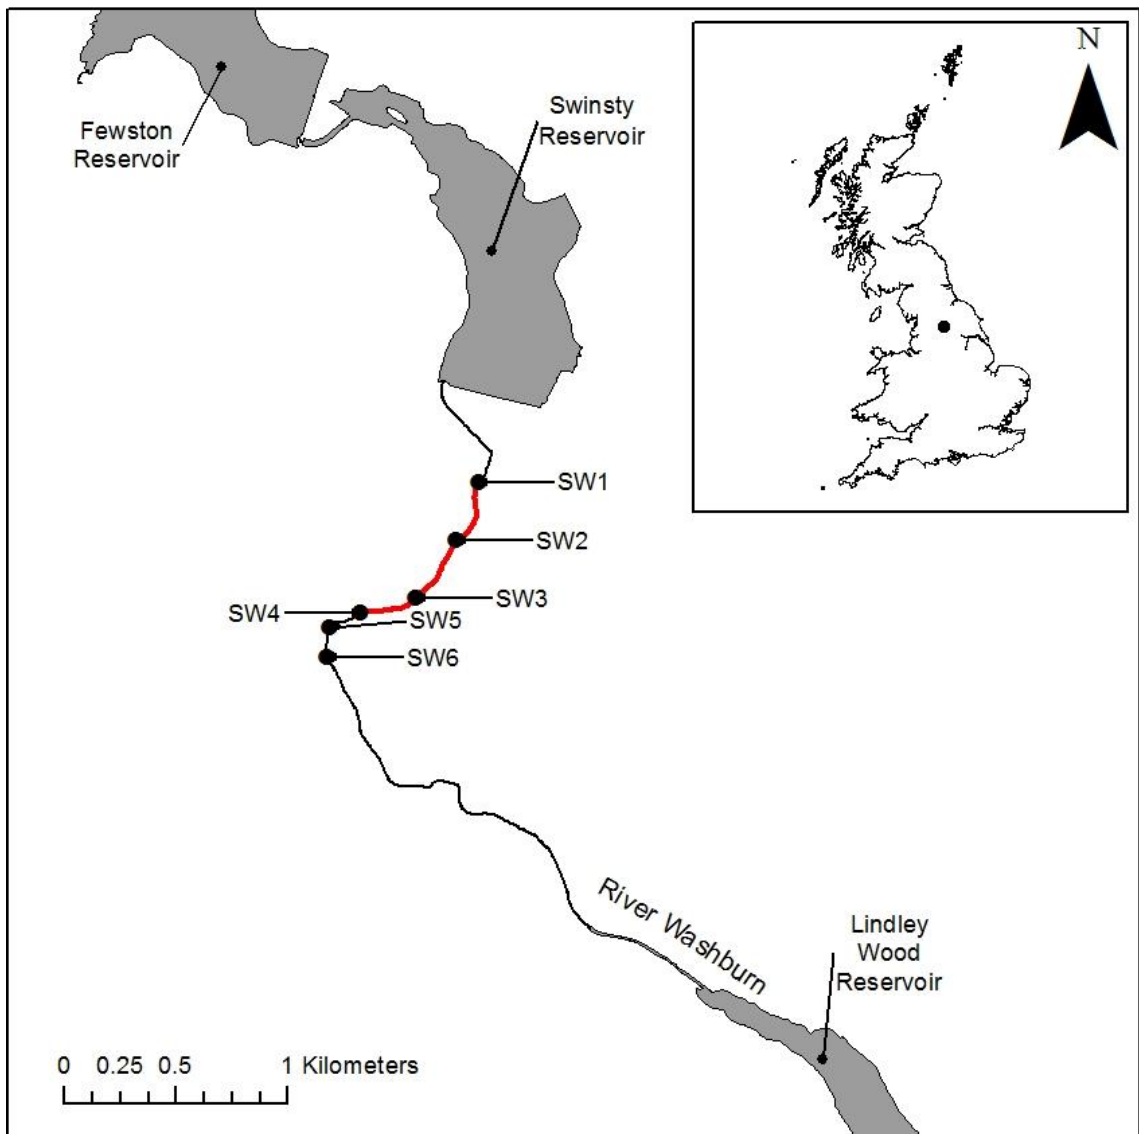 N
Fewston
Reservoir
Swinsty
Reservoir
SW1
SW2
SW3
SW4
SW5
SW6
River Washburn
Lindley
Wood
Reservoir
0 0.25 0.5 1 Kilometers